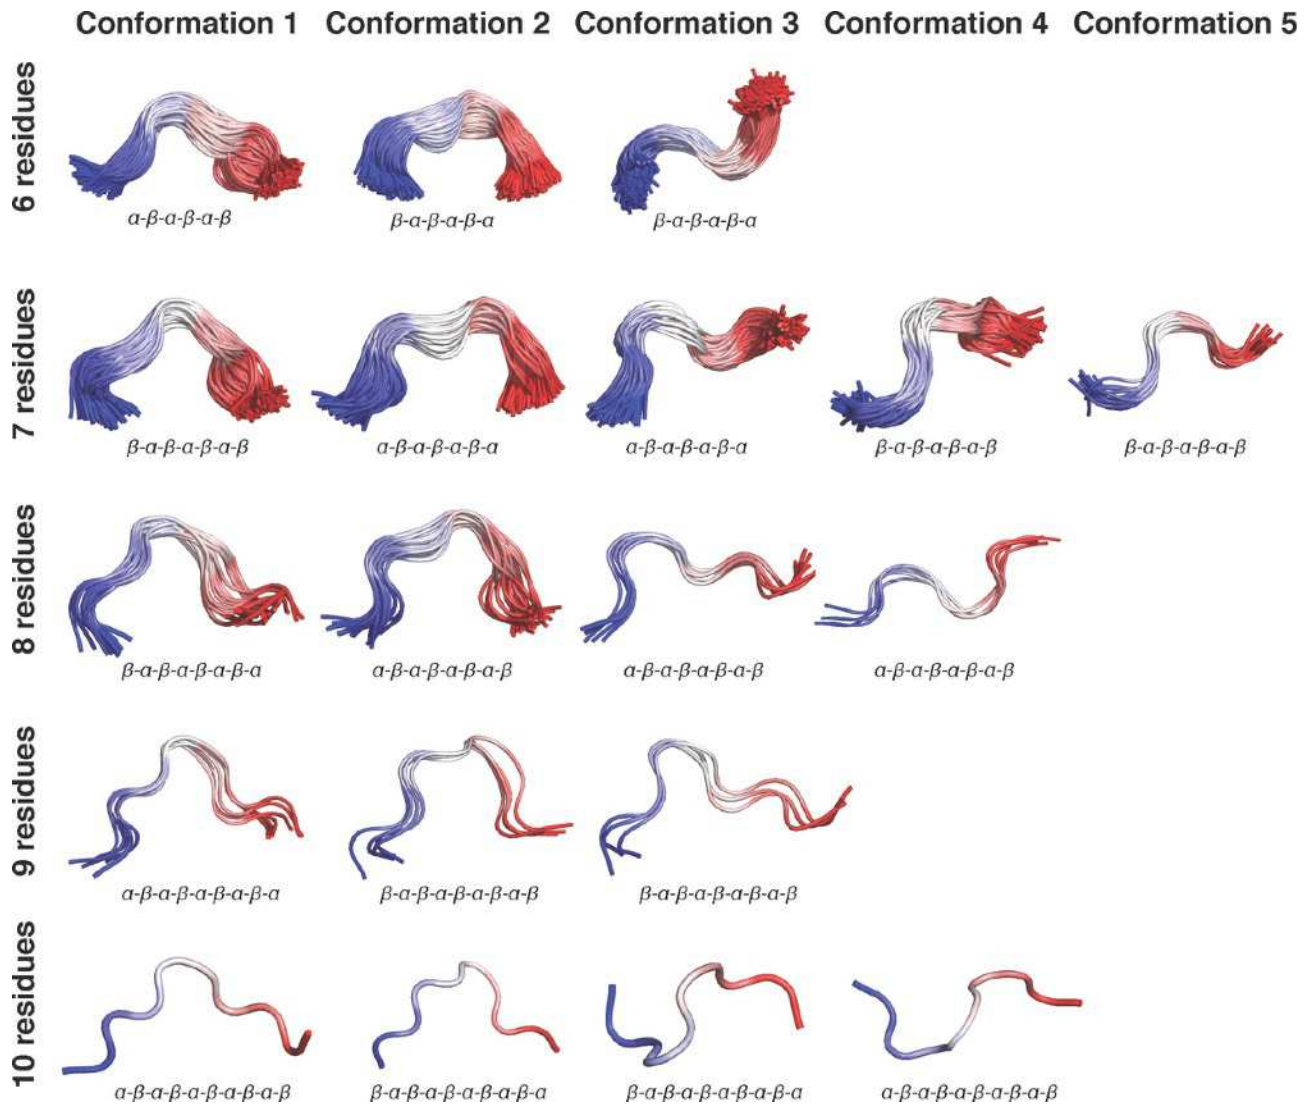 Conformation 1 Conformation 2 Conformation 3 Conformation 4 Conformation 5
6 residues
α-β-α-β-α-β β-α-β-α-β-α β-α-β-α-β-α
7 residues
β-α-β-α-β-α-β α-β-α-β-α-β-α α-β-α-β-α-β-α β-α-β-α-β-α-β β-α-β-α-β-α-β
8 residues
β-α-β-α-β-α-β-α α-β-α-β-α-β-α-β α-β-α-β-α-β-α-β α-β-α-β-α-β-α-β
9 residues
α-β-α-β-α-β-α-β-α β-α-β-α-β-α-β-α-β β-α-β-α-β-α-β-α-β
10 residues
α-β-α-β-α-β-α-β-α-β β-α-β-α-β-α-β-α-β-α β-α-β-α-β-α-β-α-β-α α-β-α-β-α-β-α-β-α-β